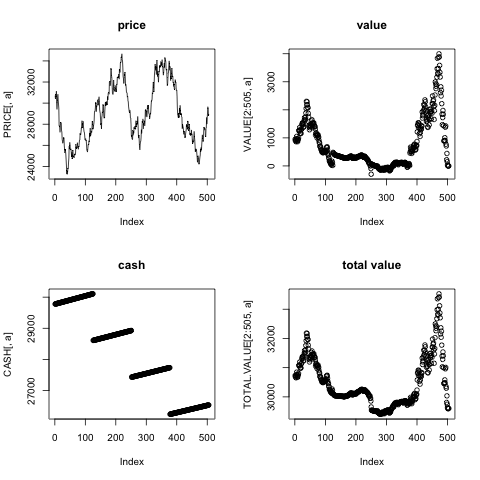 price
PRICE[, a]
24000 28000 32000
0 100 200 300 400 500
Index
value
VALUE[2:505, a]
0 1000 3000
0 100 200 300 400 500
Index
cash
CASH[, a]
27000 29000
0 100 200 300 400 500
Index
total value
TOTAL.VALUE[2:505, a]
30000 32000
0 100 200 300 400 500
Index